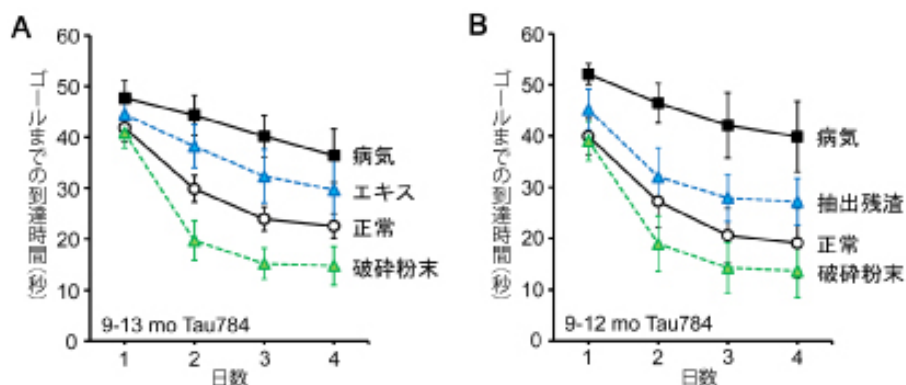 A
ゴールまでの到達時間(秒)
60
50
40
30
20
10
0
病気
エキス
正常
破砕粉末
9-13 mo Tau784
1 2 3 4
日数
B
ゴールまでの到達時間(秒)
60
50
40
30
20
10
0
病気
抽出残渣
正常
破砕粉末
9-12 mo Tau784
1 2 3 4
日数